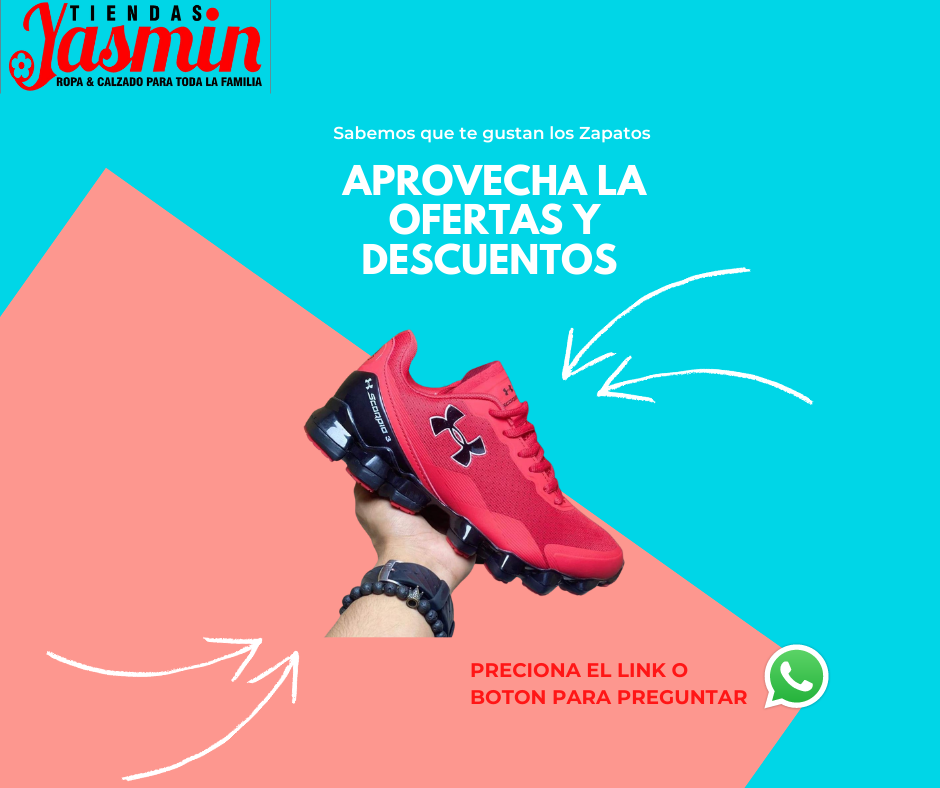 TIENDAS
Yasmin
ROPA & CALZADO PARA TODA LA FAMILIA
Sabemos que te gustan los Zapatos
APROVECHA LA
OFERTAS Y
DESCUENTOS
Scorpio 3
PRECIONA EL LINK O
BOTON PARA PREGUNTAR